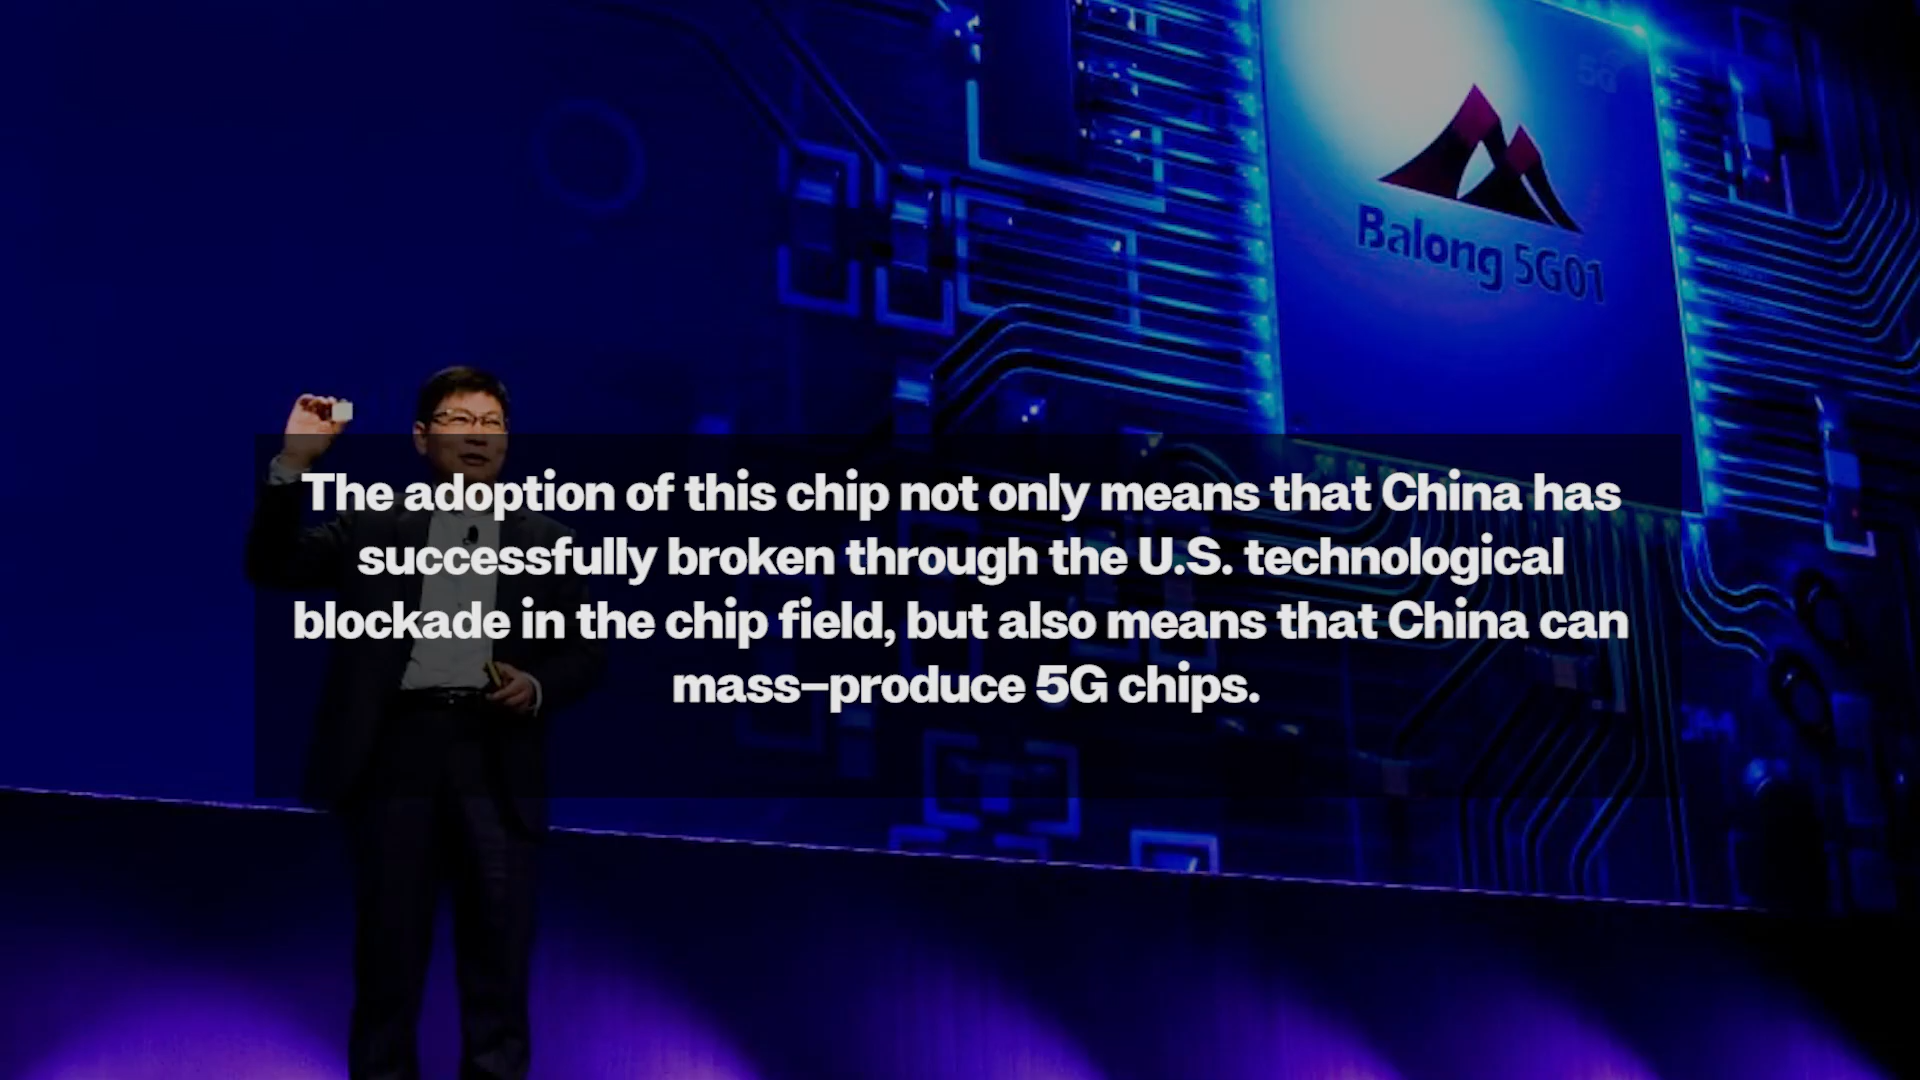 5G
Balong 5G01
The adoption of this chip not only means that China has
successfully broken through the U.S. technological
blockade in the chip field, but also means that China can
mass–produce 5G chips.